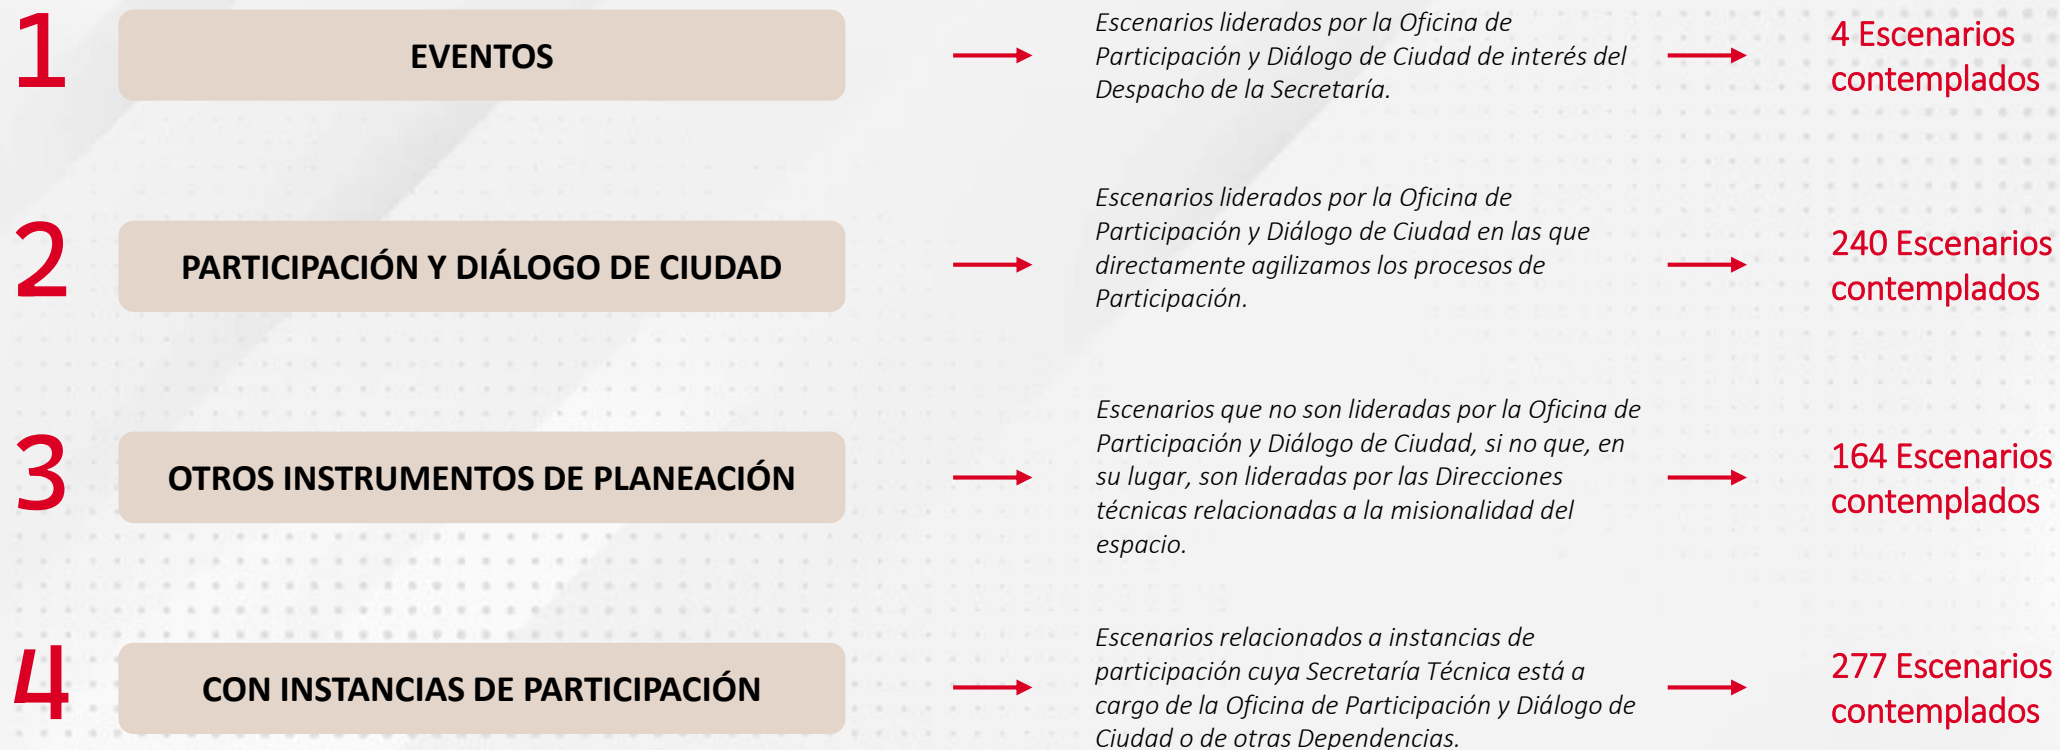 1
EVENTOS
Escenarios liderados por la Oficina de
Participación y Diálogo de Ciudad de interés del
Despacho de la Secretaría.
4 Escenarios
contemplados
2
PARTICIPACIÓN Y DIÁLOGO DE CIUDAD
Escenarios liderados por la Oficina de
Participación y Diálogo de Ciudad en las que
directamente agilizamos los procesos de
Participación.
240 Escenarios
contemplados
3
OTROS INSTRUMENTOS DE PLANEACIÓN
Escenarios que no son lideradas por la Oficina de
Participación y Diálogo de Ciudad, si no que, en
su lugar, son lideradas por las Direcciones
técnicas relacionadas a la misionalidad del
espacio.
164 Escenarios
contemplados
4
CON INSTANCIAS DE PARTICIPACIÓN
Escenarios relacionados a instancias de
participación cuya Secretaría Técnica está a
cargo de la Oficina de Participación y Diálogo de
Ciudad o de otras Dependencias.
277 Escenarios
contemplados